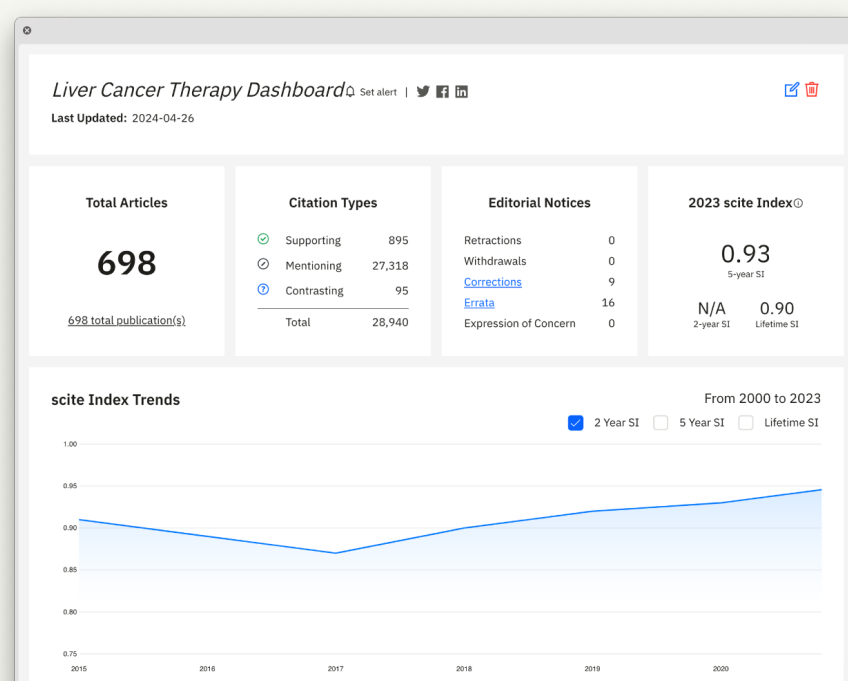 Liver Cancer Therapy Dashboard Set alert |
Last Updated: 2024-04-26
Total Articles
698
698 total publication(s)
Citation Types
Supporting 895
Mentioning 27,318
Contrasting 95
Total 28,940
Editorial Notices
Retractions 0
Withdrawals 0
Corrections 9
Errata 16
Expression of Concern 0
2023 scite Index
0.93
5-year SI
N/A 0.90
2-year SI Lifetime SI
scite Index Trends From 2000 to 2023
2 Year SI 5 Year SI Lifetime SI
1.00
0.95
0.90
0.85
0.80
0.75
2015 2016 2017 2018 2019 2020